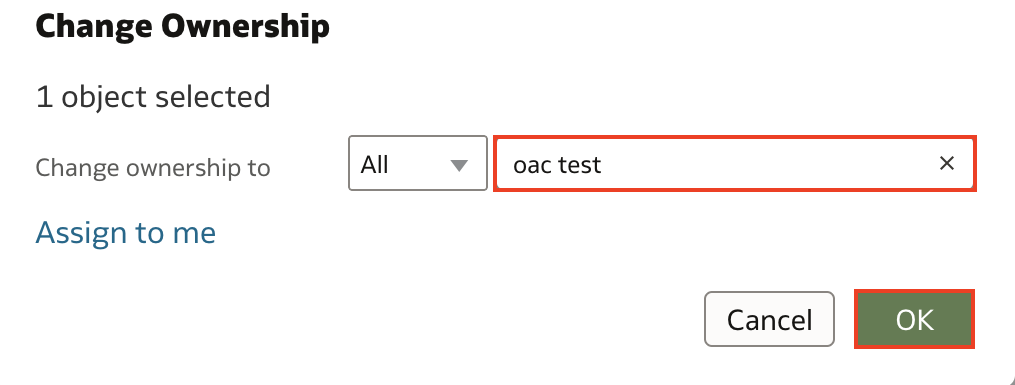 Change Ownership
1 object selected
Change ownership to All oac test ×
Assign to me
Cancel OK